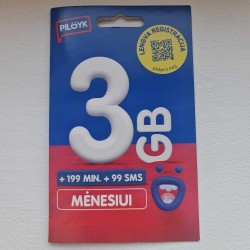 PILDYK
LENGVA REGISTRACIJA
3
GB
+ 199 MIN. + 99 SMS
MĖNESIUI